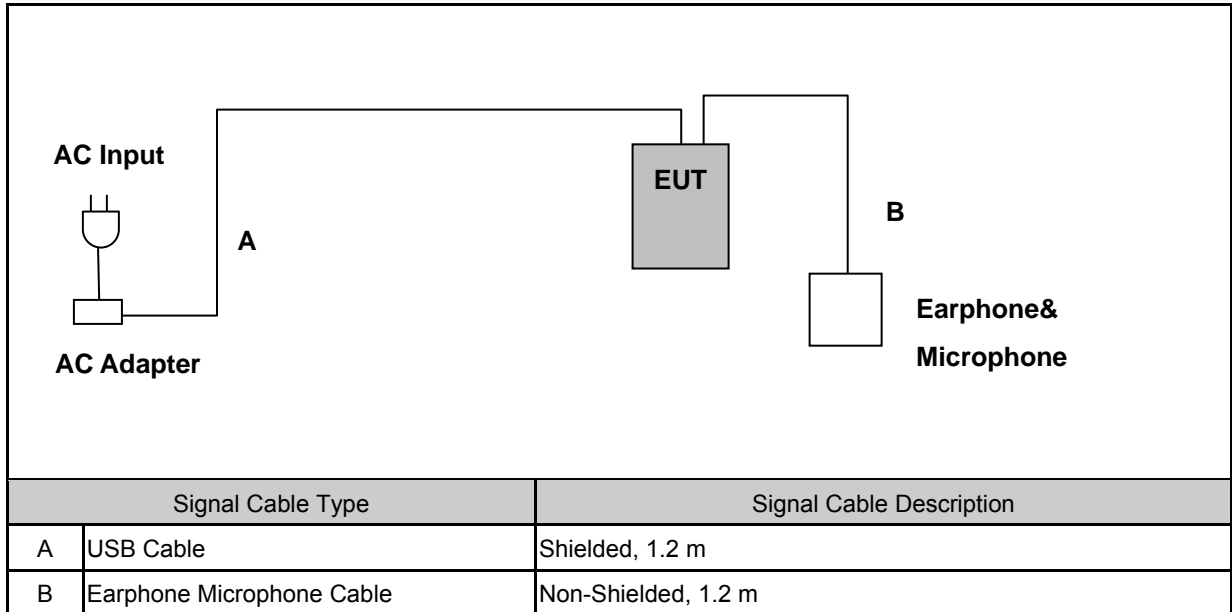 AC Input
EUT
A
B
Earphone&
Microphone
AC Adapter
Signal Cable Type Signal Cable Description
A USB Cable Shielded, 1.2 m
B Earphone Microphone Cable Non-Shielded, 1.2 m